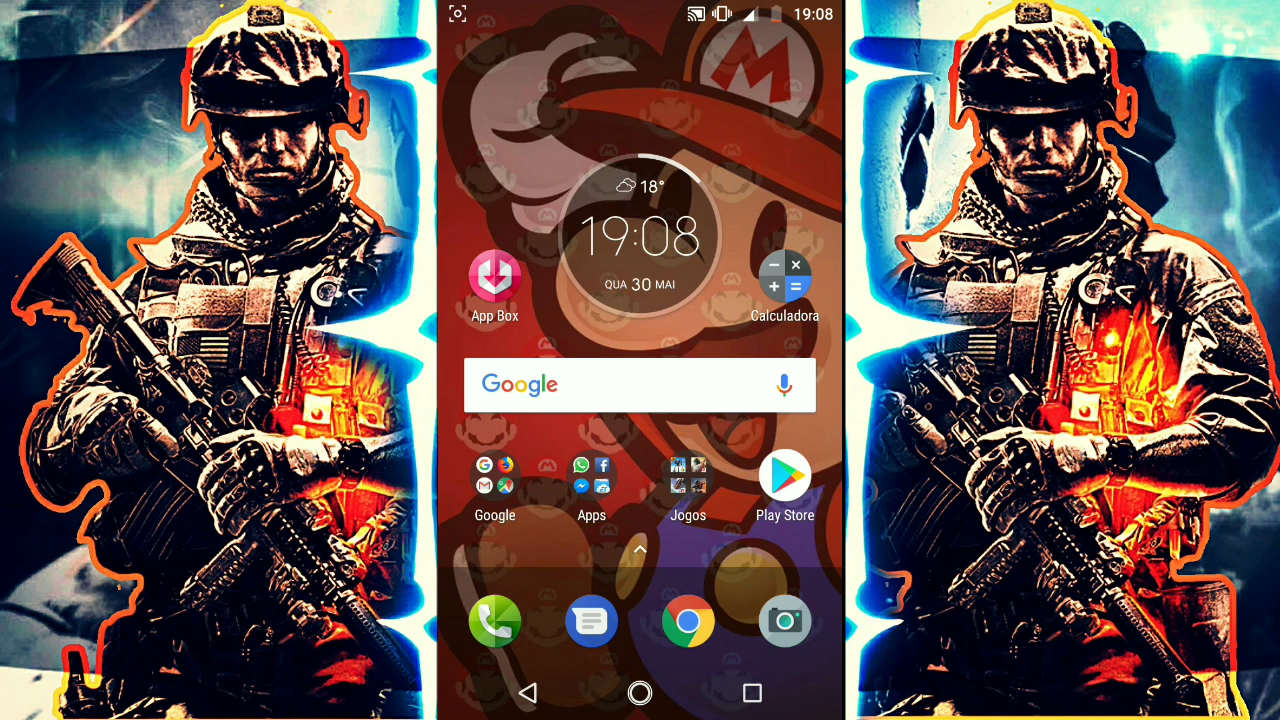 19:08
18°
19:08
QUA 30 MAI
App Box
Calculadora
Google
Google
Apps
Jogos
Play Store